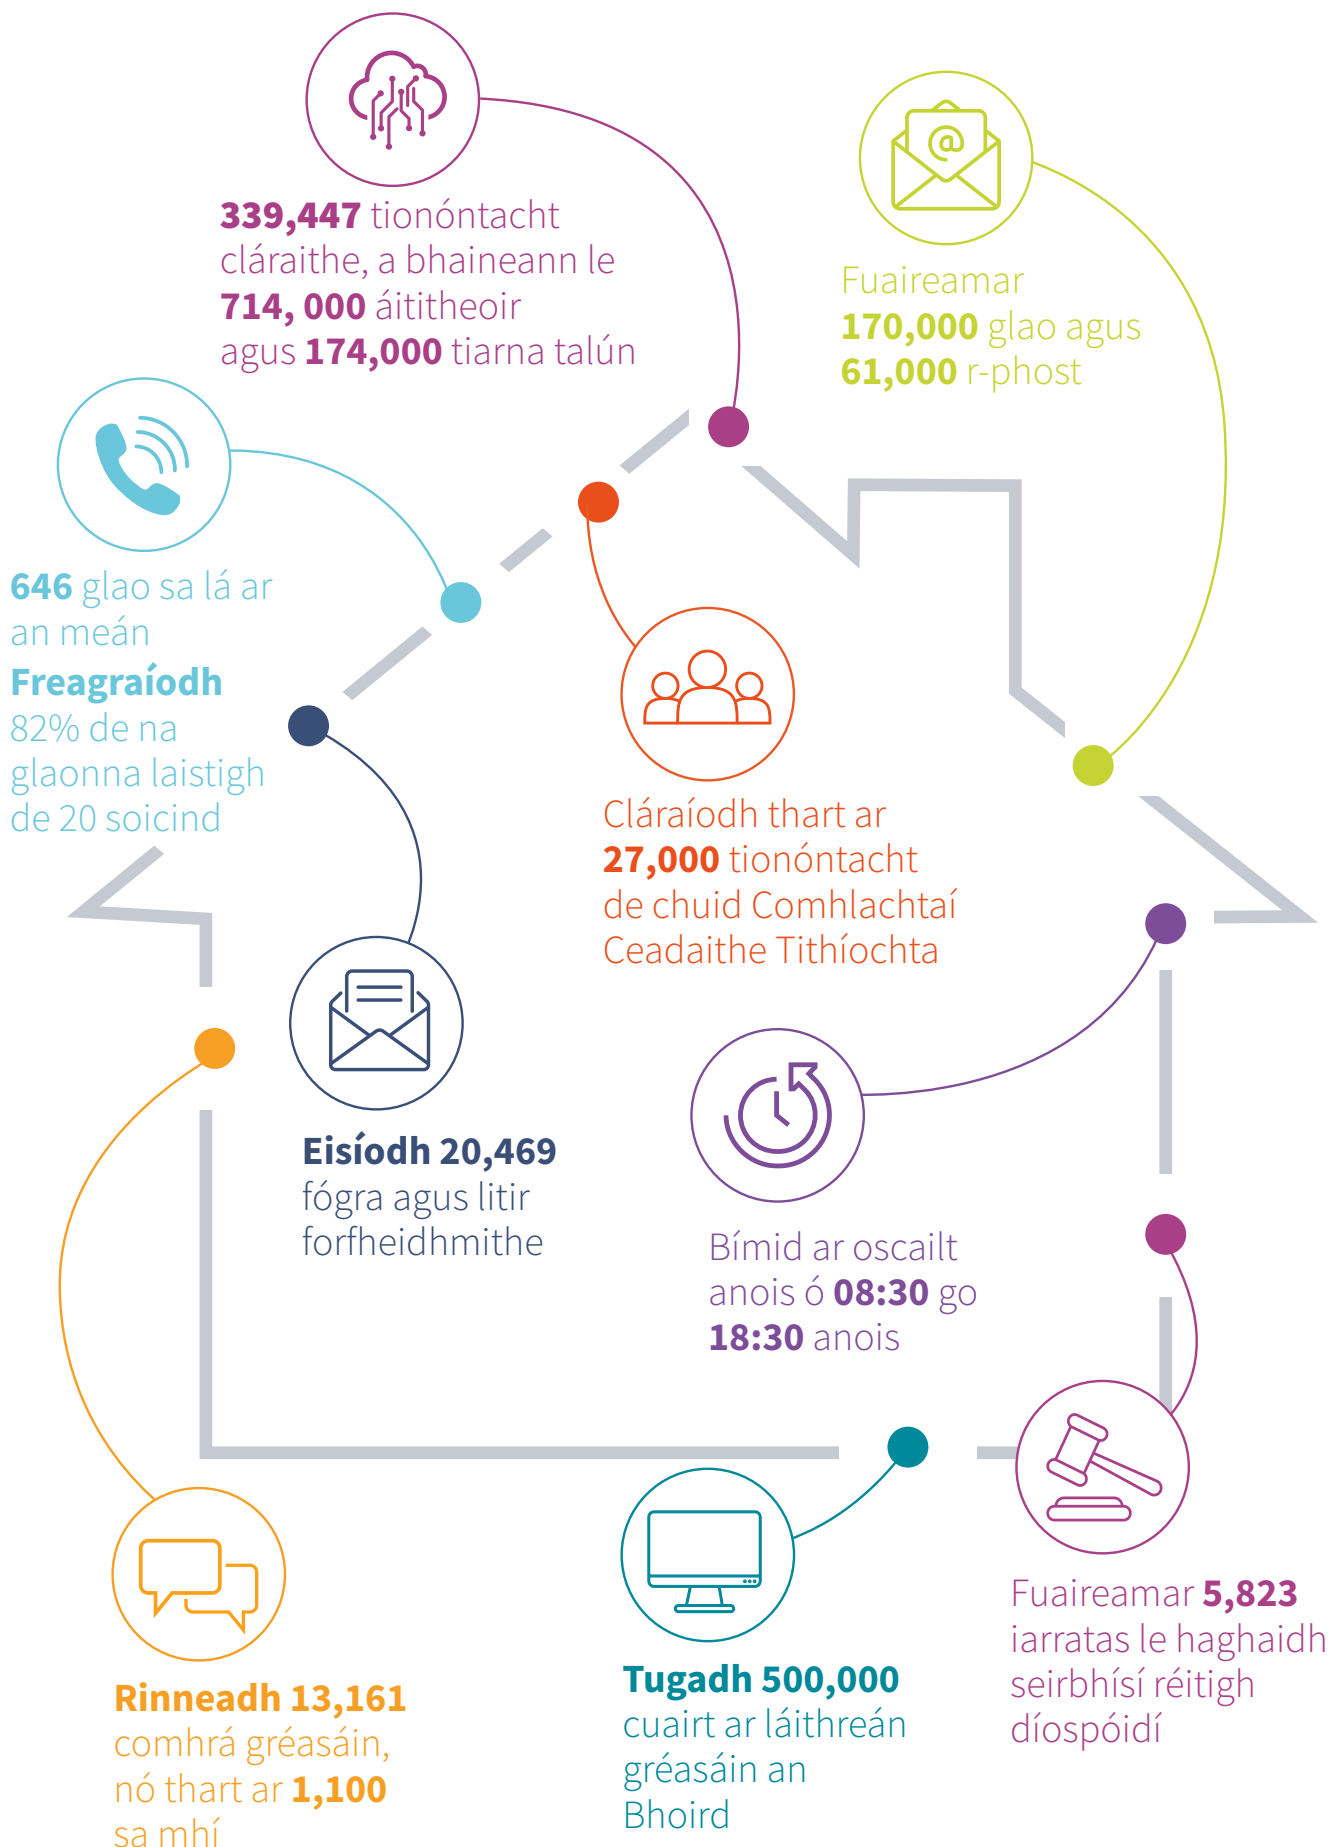 339,447 tionóntacht
cláraithe, a bhaineann le
714, 000 áititheoir
agus 174,000 tiarna talún
Fuaireamar
170,000 glao agus
61,000 r-phost
646 glao sa lá ar
an meán
Freagraíodh
82% de na
glaonna laistigh
de 20 soicind
Cláraíodh thart ar
27,000 tionóntacht
de chuid Comhlachtaí
Ceadaithe Tithíochta
Eisíodh 20,469
fógra agus litir
forfheidhmithe
Bímid ar oscailt
anois ó 08:30 go
18:30 anois
Rinneadh 13,161
comhrá gréasáin,
nó thart ar 1,100
sa mhí
Tugadh 500,000
cuairt ar láithreán
gréasáin an
Bhoird
Fuaireamar 5,823
iarratas le haghaidh
seirbhísí réitigh
díospóidí